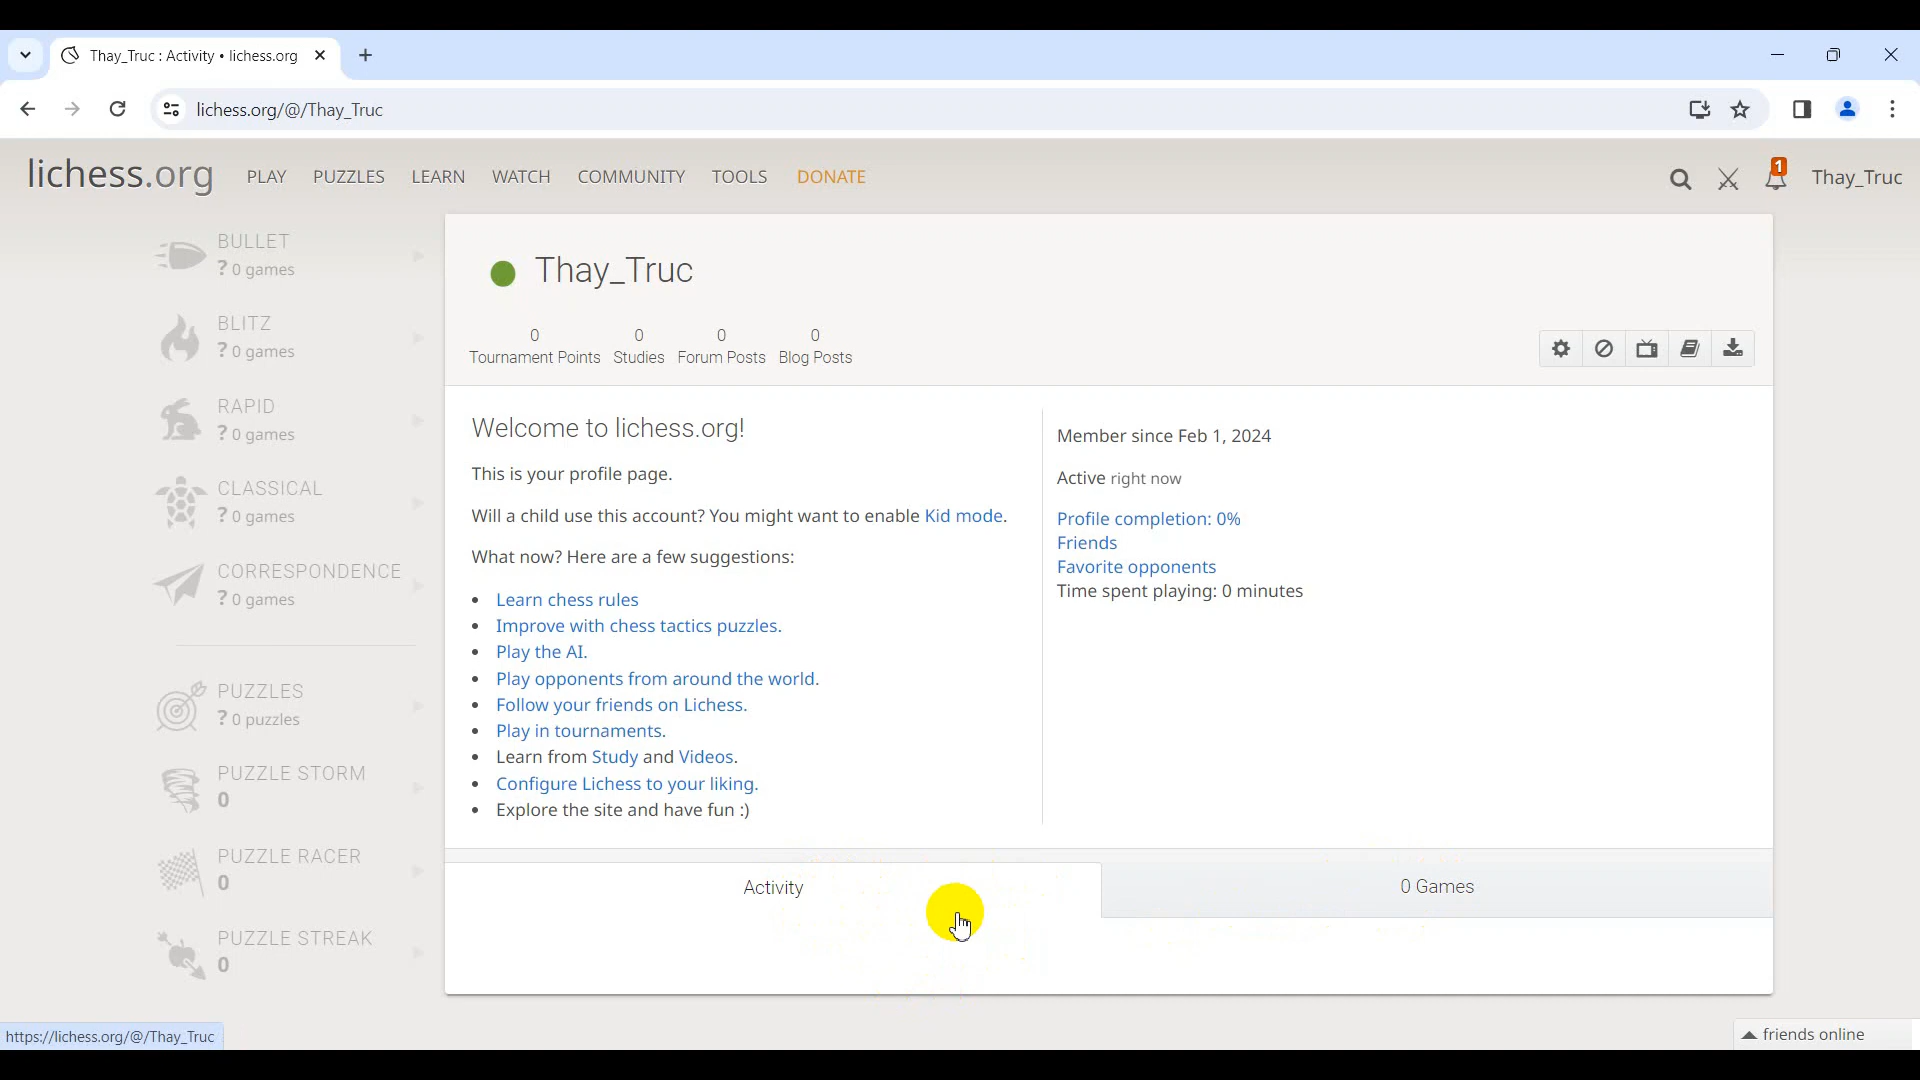 Thay_Truc : Activity • lichess.org
lichess.org/@/Thay_Truc
lichess.org PLAY PUZZLES LEARN WATCH COMMUNITY TOOLS DONATE 1 Thay_Truc
BULLET
? 0 games
BLITZ
? 0 games
RAPID
? 0 games
CLASSICAL
? 0 games
CORRESPONDENCE
? 0 games
PUZZLES
? 0 puzzles
PUZZLE STORM
0
PUZZLE RACER
0
PUZZLE STREAK
0
Thay_Truc
0 0 0 0
Tournament Points Studies Forum Posts Blog Posts
Welcome to lichess.org!
This is your profile page.
Will a child use this account? You might want to enable Kid mode.
What now? Here are a few suggestions:
• Learn chess rules
• Improve with chess tactics puzzles.
• Play the AI.
• Play opponents from around the world.
• Follow your friends on Lichess.
• Play in tournaments.
• Learn from Study and Videos.
• Configure Lichess to your liking.
• Explore the site and have fun :)
Member since Feb 1, 2024
Active right now
Profile completion: 0%
Friends
Favorite opponents
Time spent playing: 0 minutes
Activity 0 Games
https://lichess.org/@/Thay_Truc
friends online